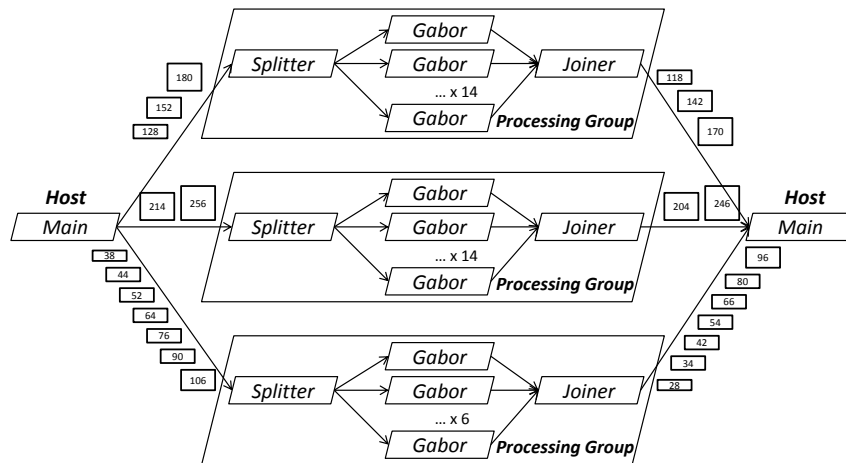 Gabor
180
118
Splitter
Gabor
Joiner
152
... x 14
142
128
Gabor
Processing Group
170
Host
Gabor
Host
214
256
204
246
Main
Splitter
Gabor
Joiner
Main
38
... x 14
96
44
Gabor
Processing Group
80
52
66
64
54
76
Gabor
42
90
34
106
Splitter
Gabor
Joiner
28
... x 6
Gabor
Processing Group